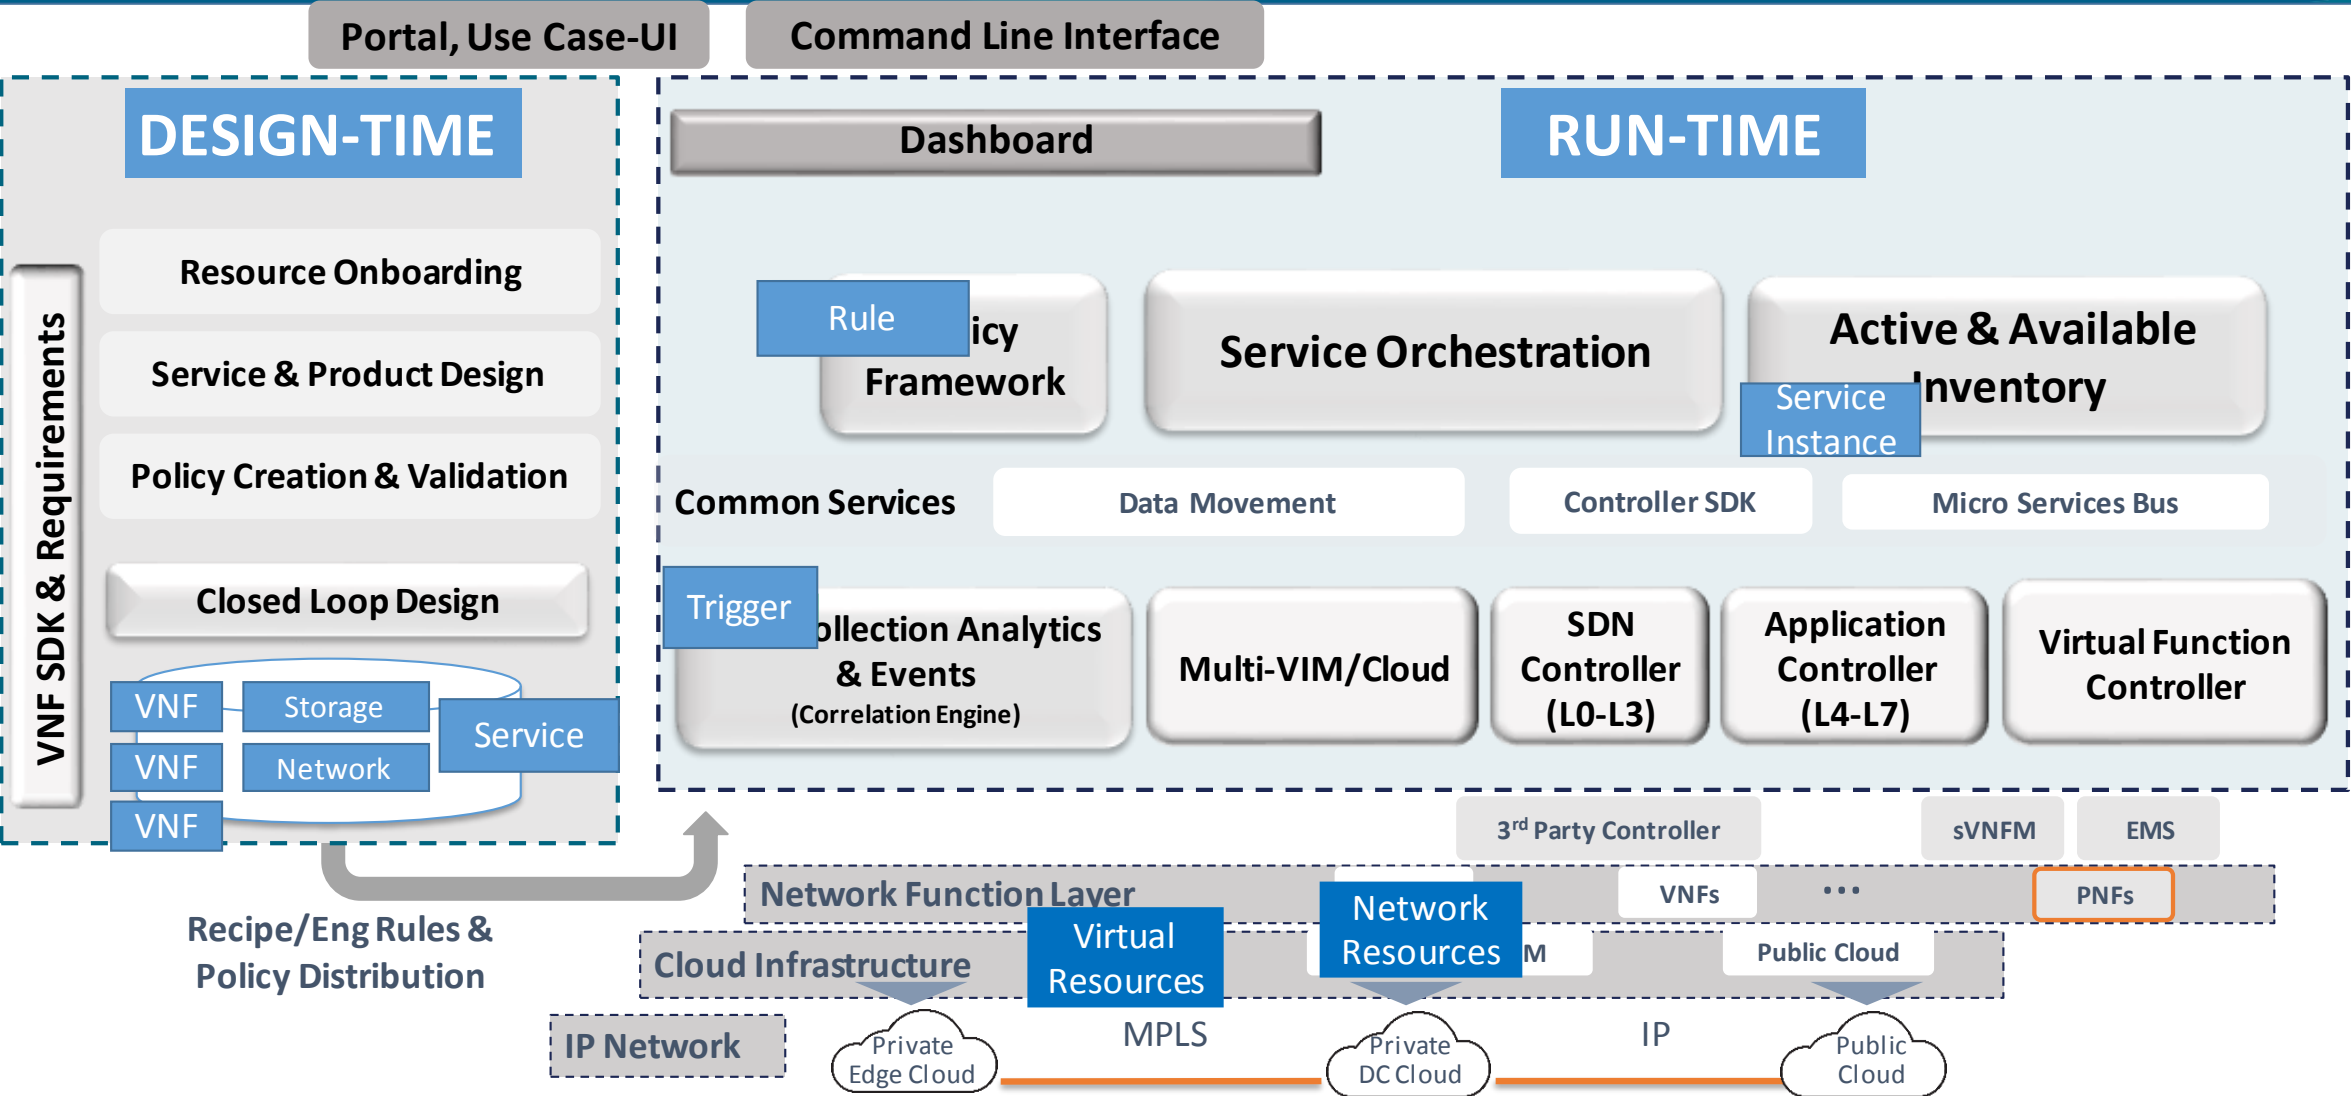 Portal, Use Case-UI
Command Line Interface
DESIGN-TIME
RUN-TIME
Dashboard
VNF SDK & Requirements
Resource Onboarding
Service & Product Design
Policy Creation & Validation
Closed Loop Design
VNF
Storage
Service
VNF
Network
VNF
Rule
icy
Framework
Service Orchestration
Active & Available
Inventory
Service
Instance
Common Services
Data Movement
Controller SDK
Micro Services Bus
Trigger
ollection Analytics
& Events
(Correlation Engine)
Multi-VIM/Cloud
SDN
Controller
(L0-L3)
Application
Controller
(L4-L7)
Virtual Function
Controller
3rd Party Controller
sVNFM
EMS
Recipe/Eng Rules &
Policy Distribution
Network Function Layer
VNFs
...
PNFs
Cloud Infrastructure
Virtual
Resources
Network
Resources
M
Public Cloud
IP Network
MPLS
IP
Private
Edge Cloud
Private
DC Cloud
Public
Cloud